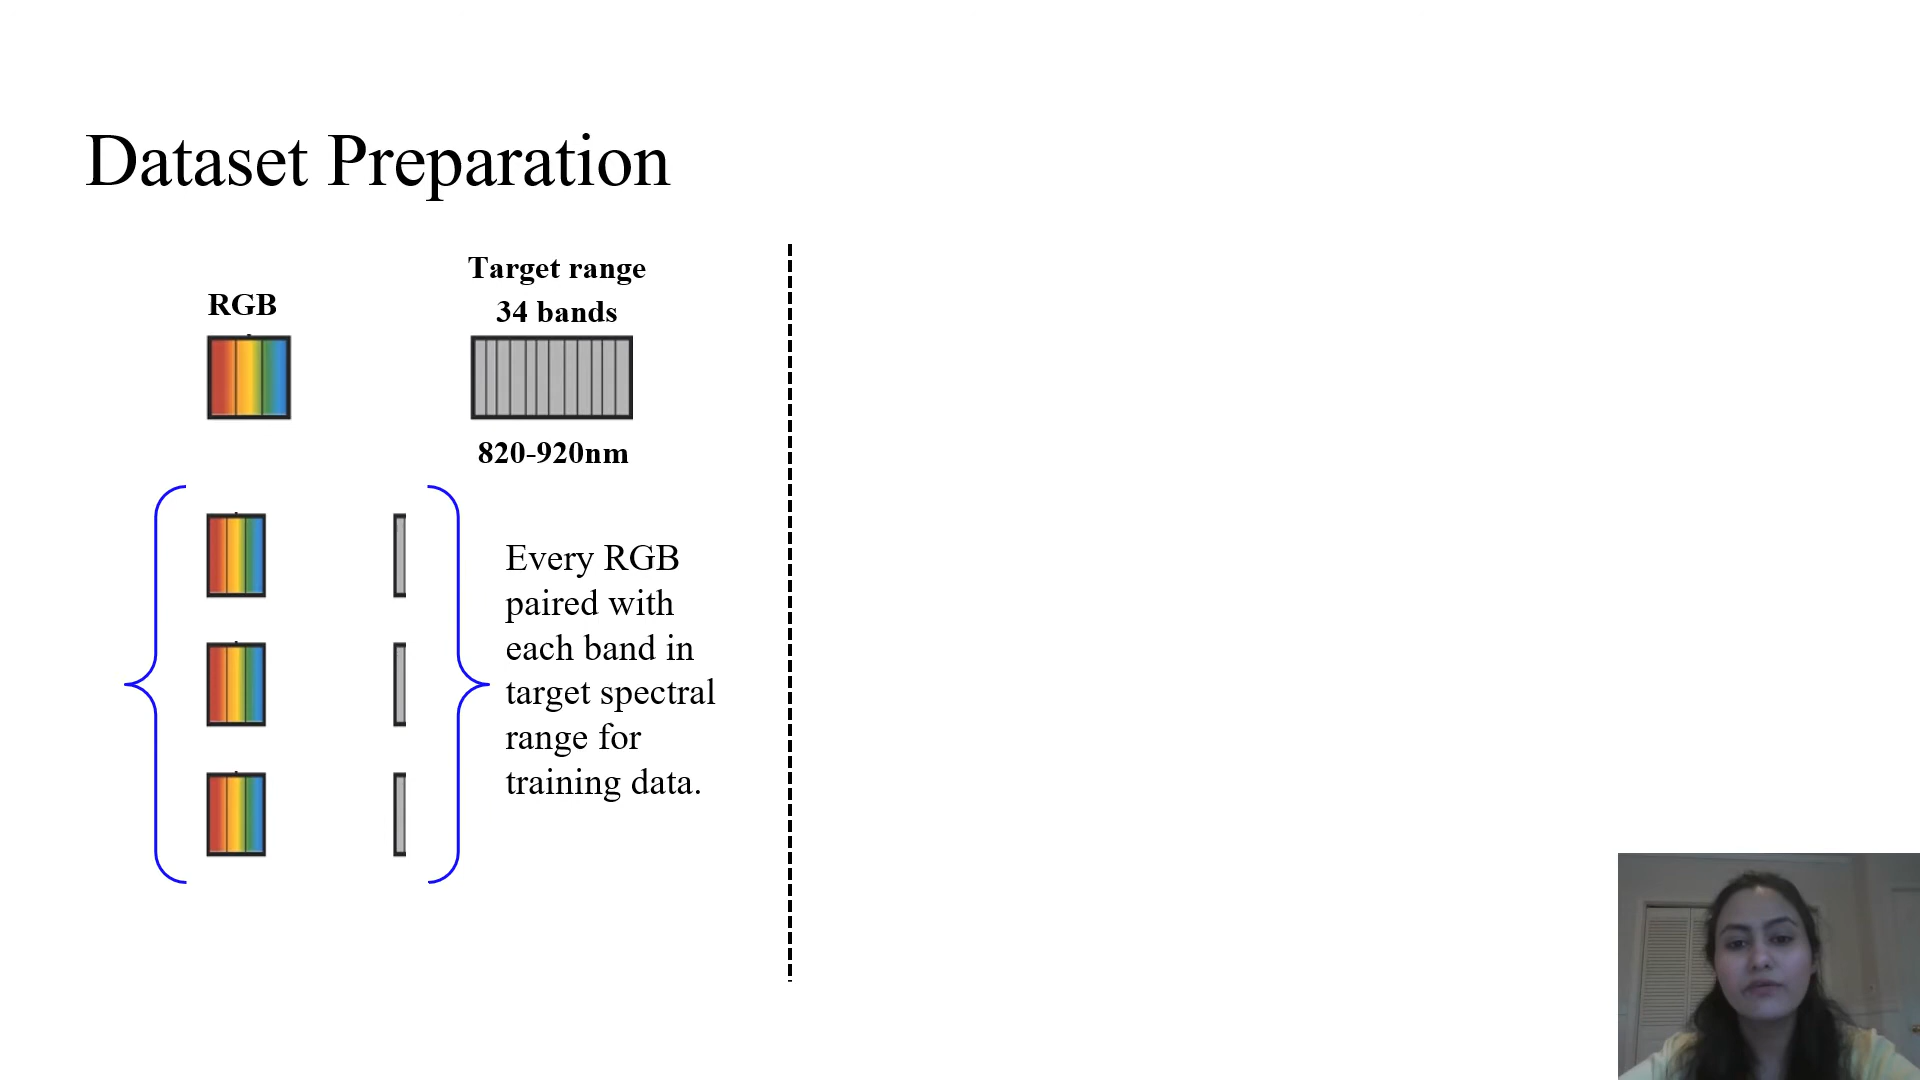 Dataset Preparation
RGB
Target range
34 bands
820-920nm
Every RGB
paired with
each band in
target spectral
range for
training data.